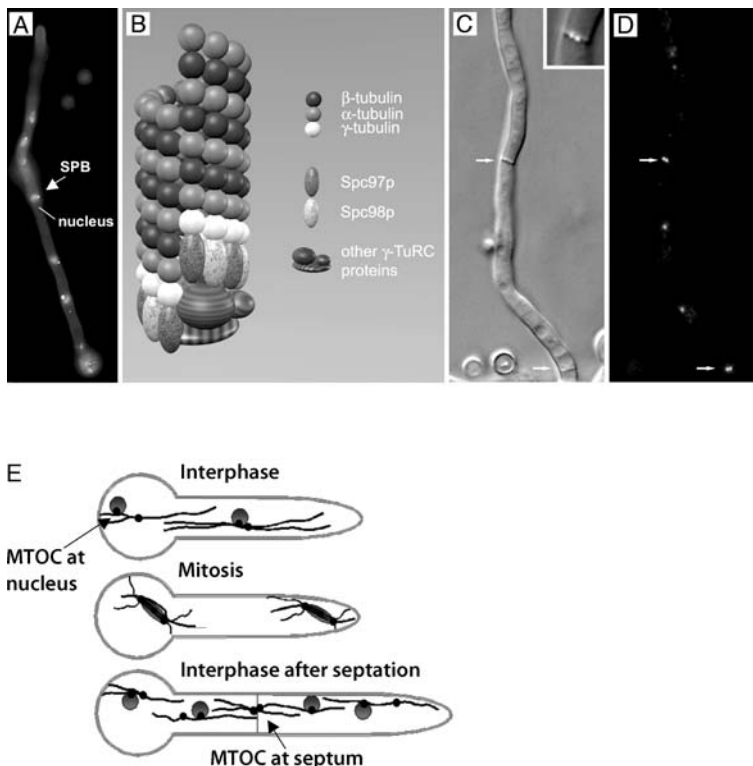 A
SPB
nucleus
B
β-tubulin
α-tubulin
γ-tubulin
Spc97p
Spc98p
other γ-TuRC
proteins
C
D
E
Interphase
MTOC at
nucleus
Mitosis
Interphase after septation
MTOC at septum